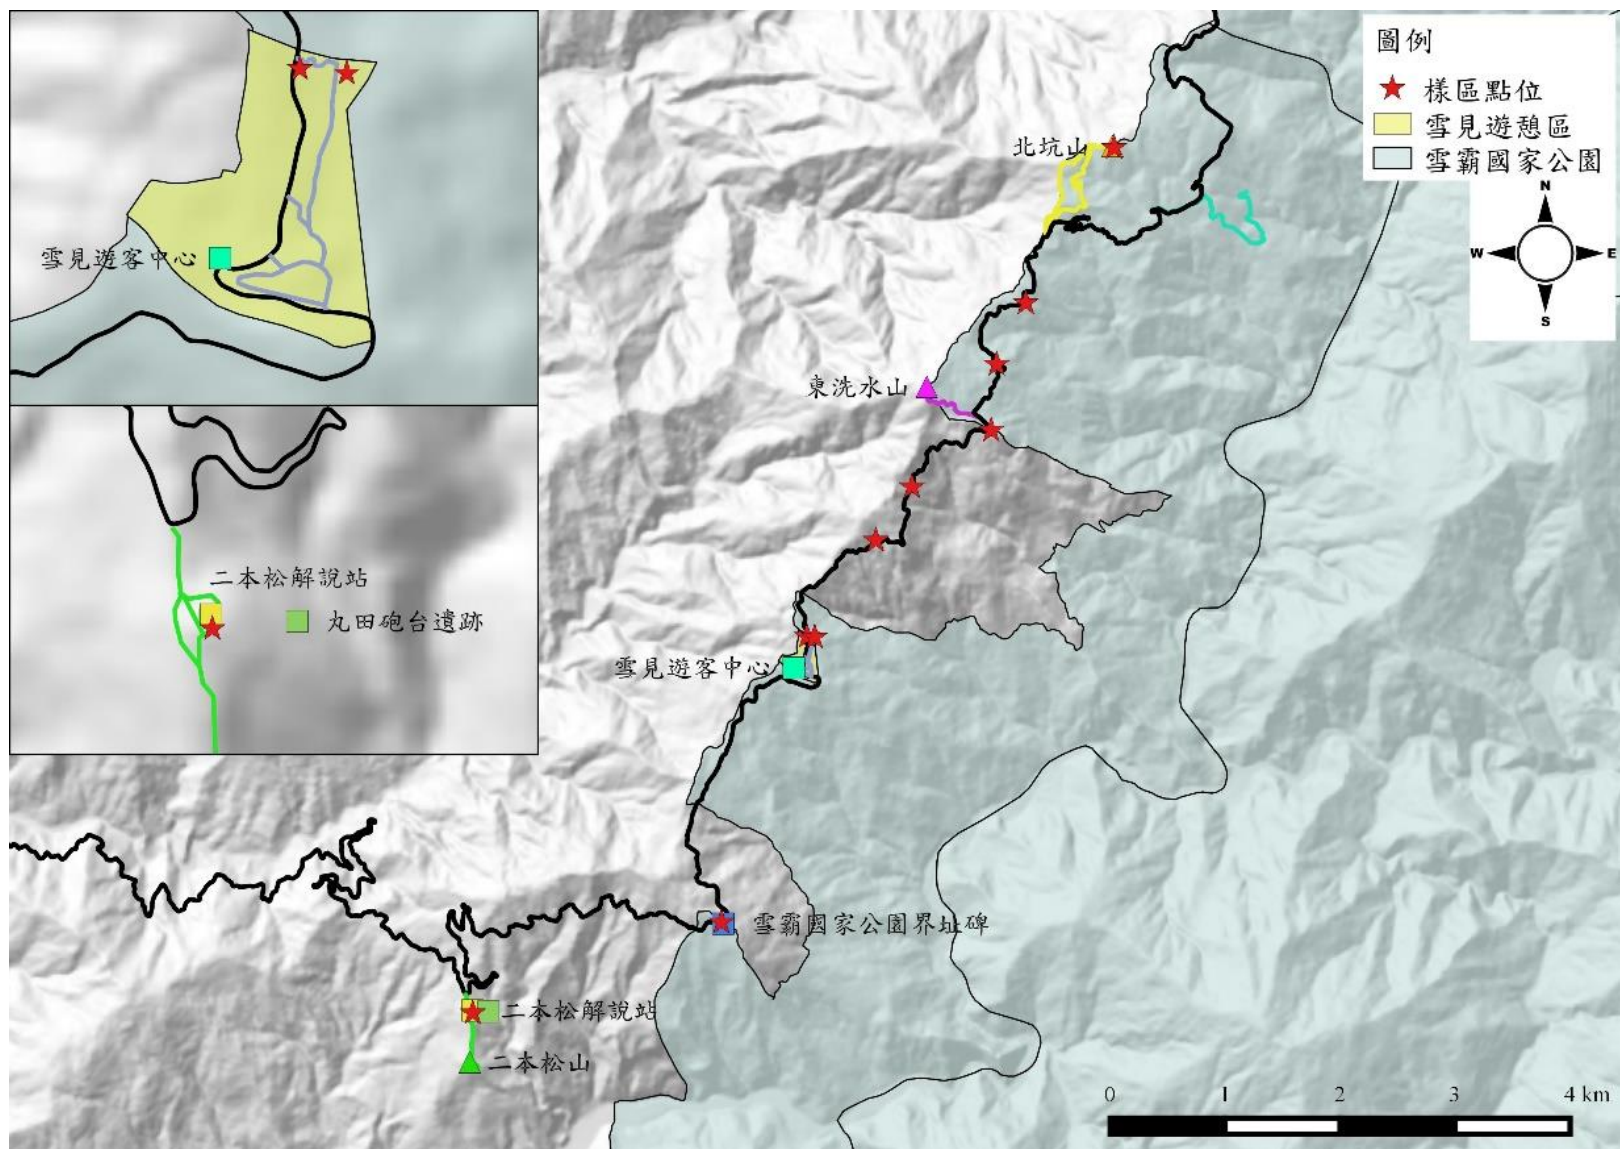 圖例
樣區點位
雪見遊憩區
雪霸國家公園
N
W
E
S
雪見遊客中心
二本松解說站
丸田砲台遺跡
北坑山
東洗水山
雪見遊客中心
雪霸國家公園界址碑
二本松解說站
二本松山
0 1 2 3 4 km